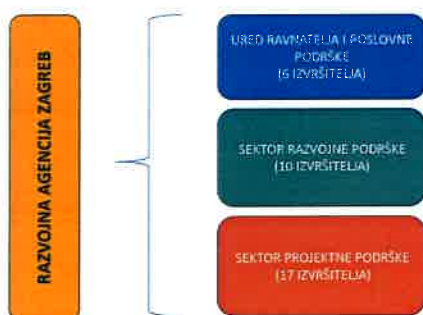 RAZVOJNA AGENCIJA ZAGREB
URED RAVNATELJA I POSLOVNE
PODRŠKE
(6 IZVRŠITELJA)
SEKTOR RAZVOJNE PODRŠKE
(10 IZVRŠITELJA)
SEKTOR PROJEKTNE PODRŠKE
(17 IZVRŠITELJA)